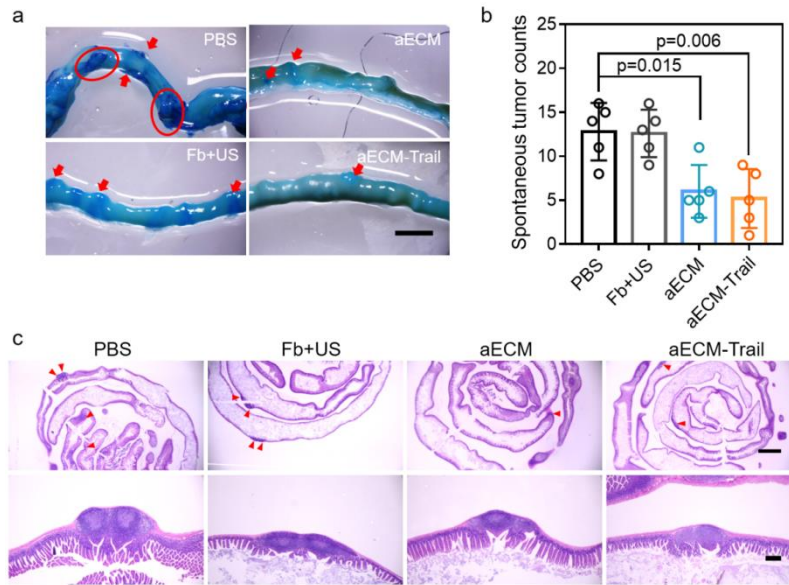 a
PBS
aECM
Fb+US
aECM-Trail
b
Spontaneous tumor counts
25
20
15
10
5
0
p=0.006
p=0.015
PBS
Fb+US
aECM
aECM-Trail
c
PBS Fb+US aECM aECM-Trail